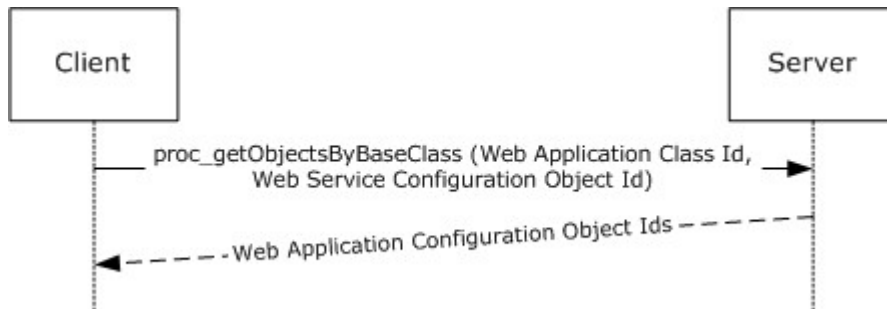 Client
Server
proc_getObjectsByBaseClass (Web Application Class Id,
Web Service Configuration Object Id)
Web Application Configuration Object Ids